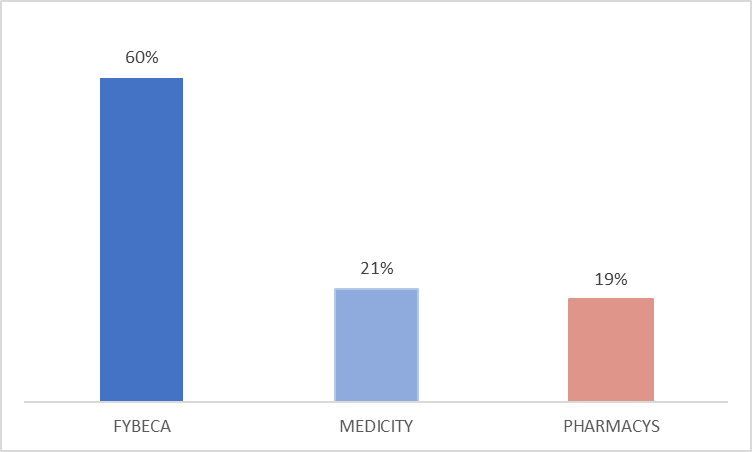 60%
21%
19%
FYBECA
MEDICITY
PHARMACYS